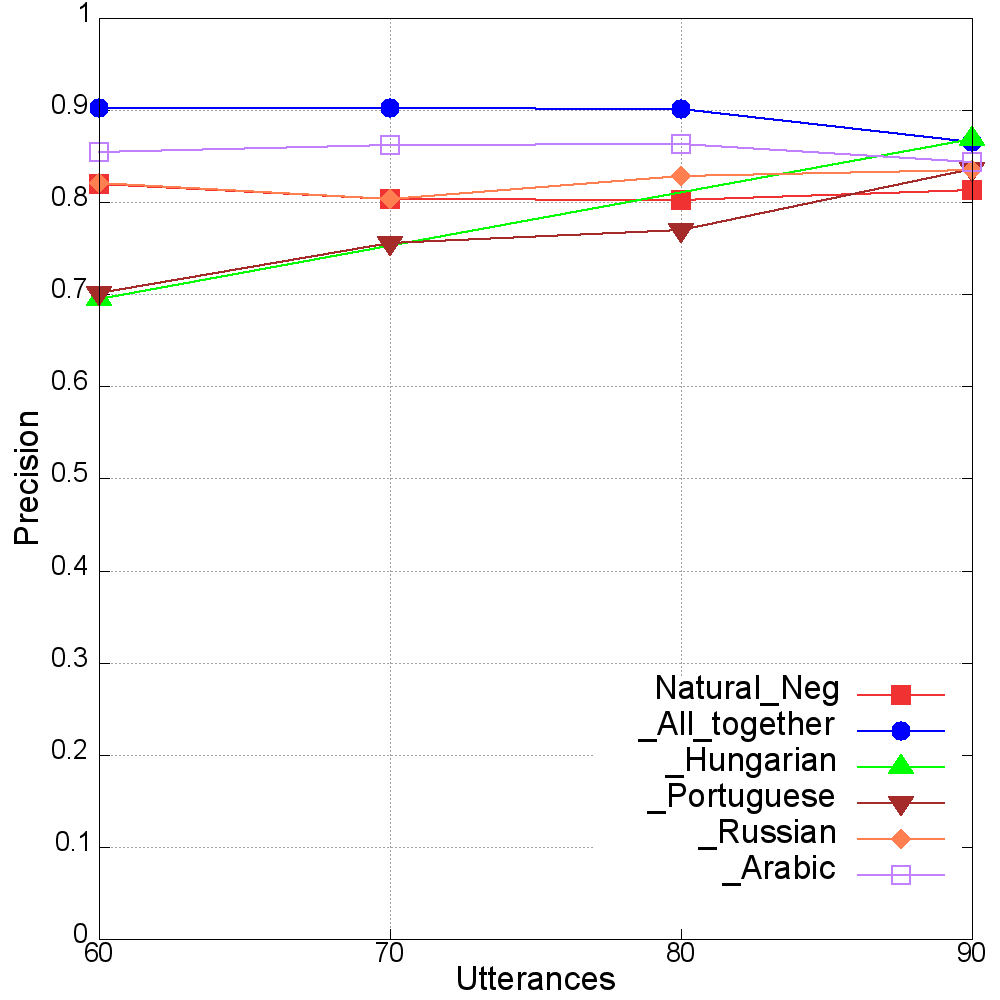 1
0.9
0.8
0.7
0.6
0.5
0.4
0.3
0.2
0.1
0
Precision
60 70 80 90
Utterances
Natural_Neg
_All_together
_Hungarian
_Portuguese
_Russian
_Arabic